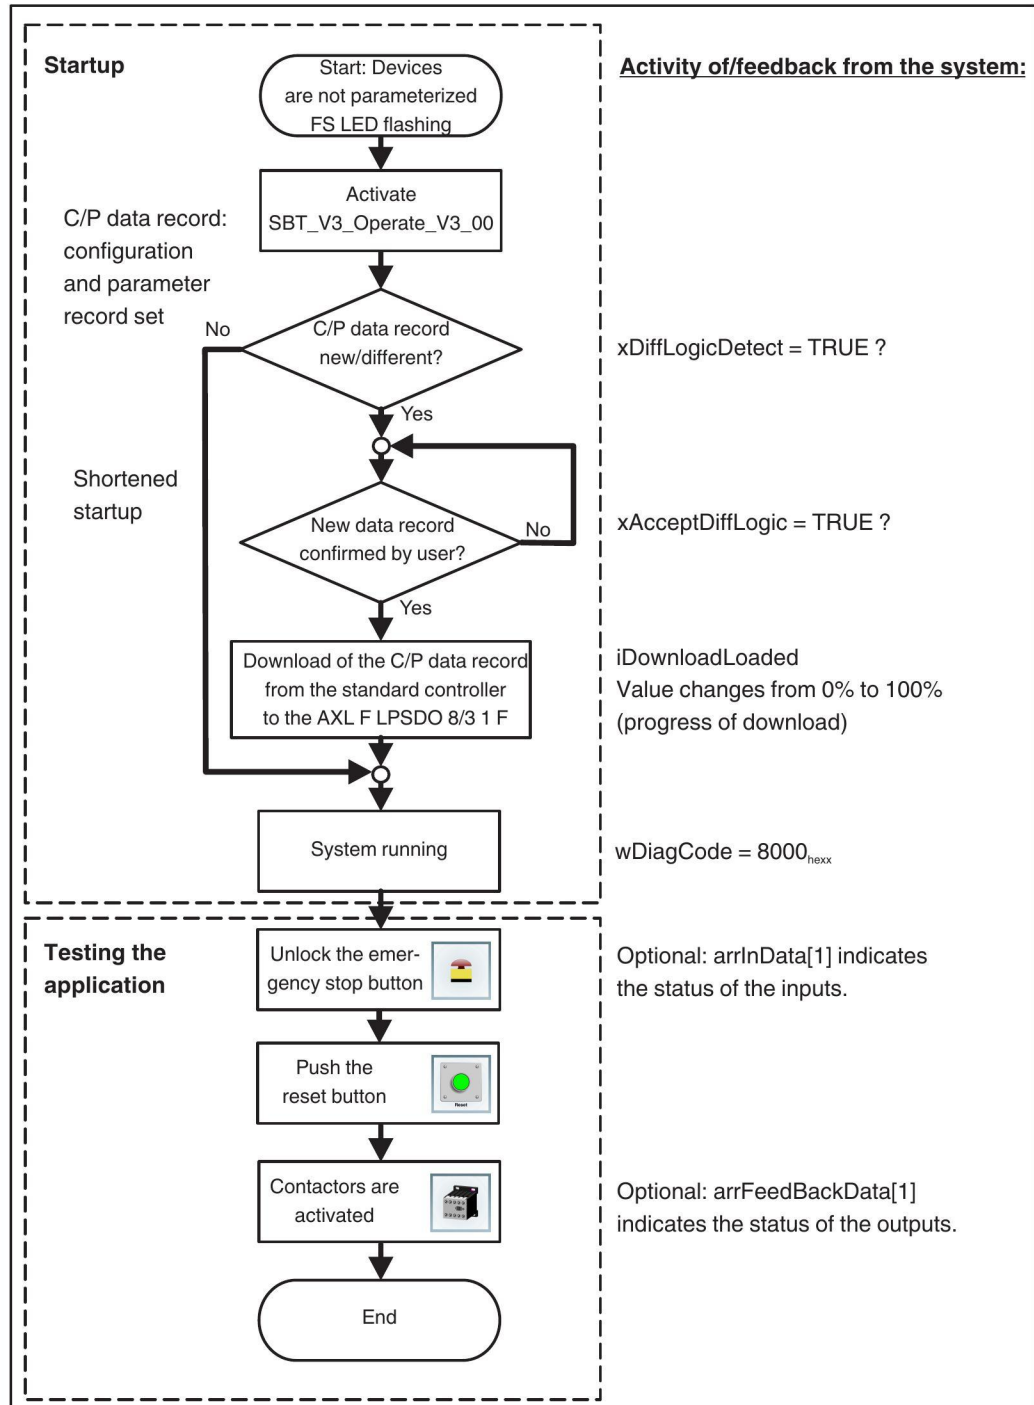 Startup
Start: Devices
are not parameterized
FS LED flashing
Activity of/feedback from the system:
Activate
SBT_V3_Operate_V3_00
C/P data record:
configuration
and parameter
record set
No
C/P data record
new/different?
xDiffLogicDetect = TRUE ?
Yes
Shortened
startup
New data record
confirmed by user?
No
xAcceptDiffLogic = TRUE ?
Yes
Download of the C/P data record
from the standard controller
to the AXL F LPSDO 8/3 1 F
iDownloadLoaded
Value changes from 0% to 100%
(progress of download)
System running
wDiagCode = 8000hexx
Testing the
application
Unlock the emer-
gency stop button
Optional: arrInData[1] indicates
the status of the inputs.
Push the
reset button
Reset
Contactors are
activated
Optional: arrFeedBackData[1]
indicates the status of the outputs.
End